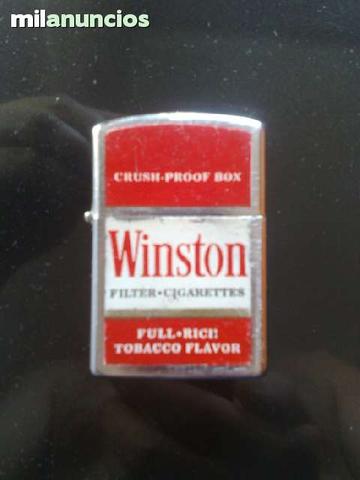 milanuncios
CRUSH-PROOF BOX
Winston
FILTER•CIGARETTES
FULL•RICH!
TOBACCO FLAVOR